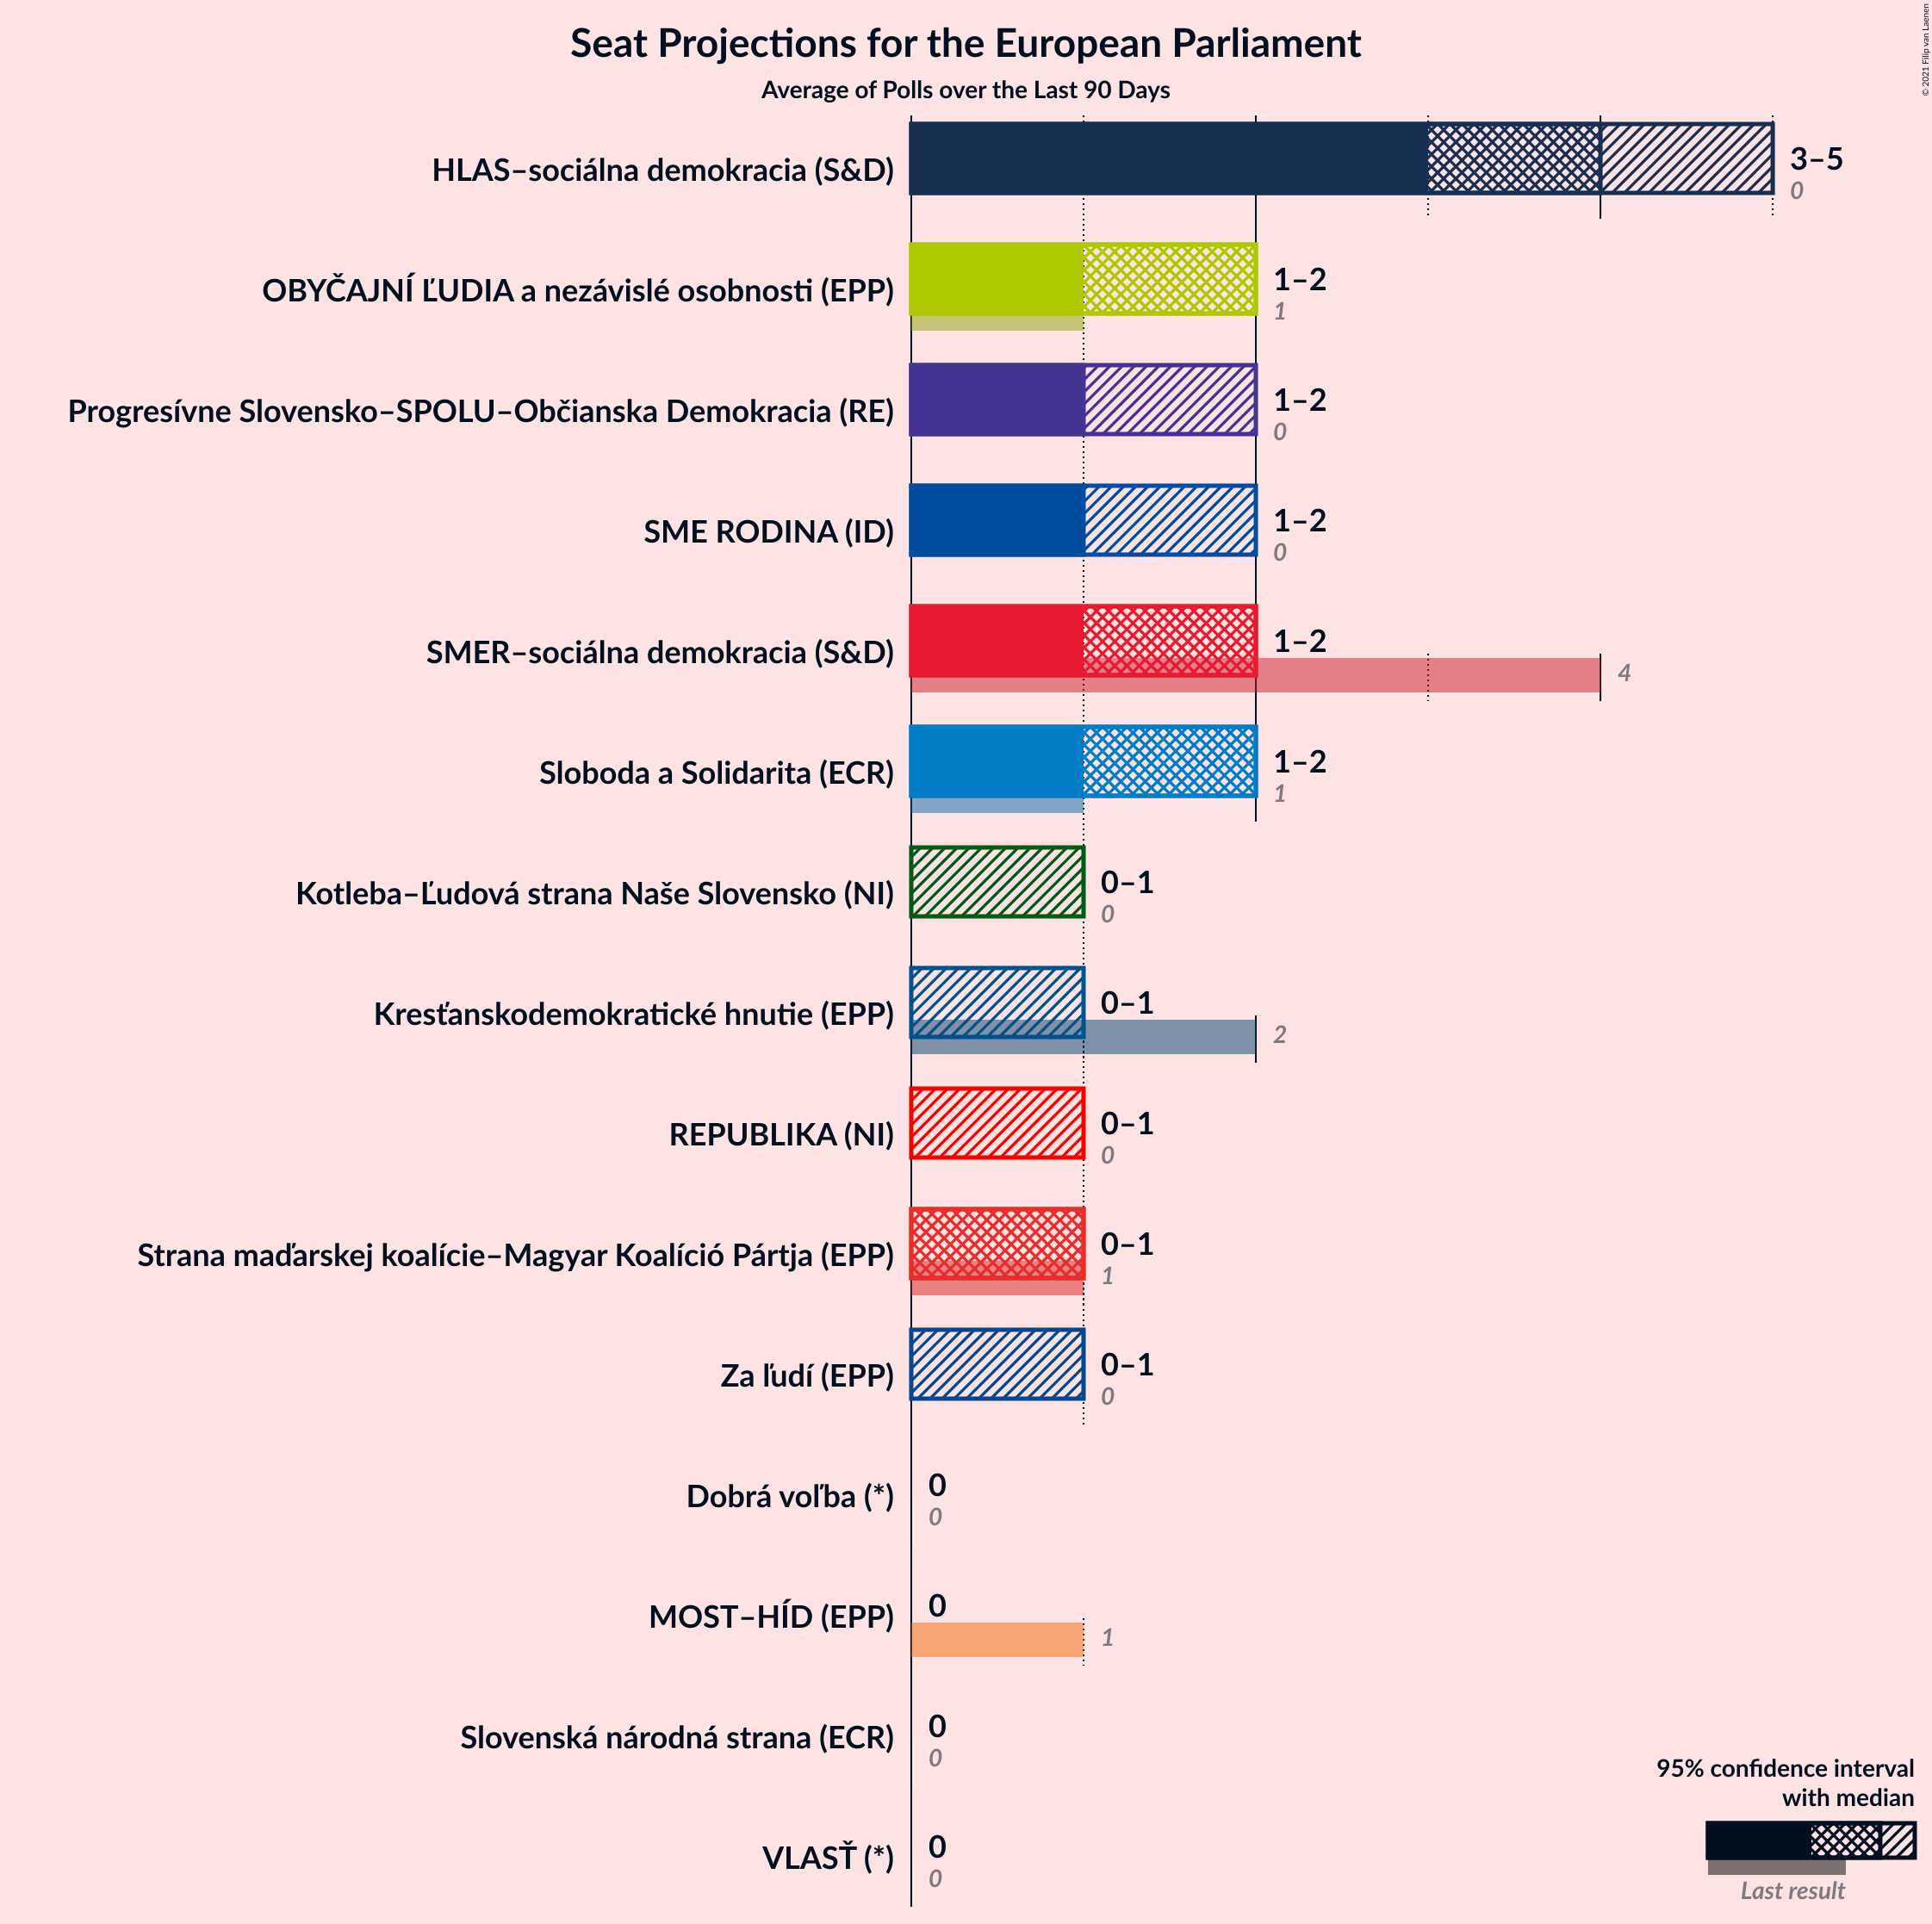 Seat Projections for the European Parliament
Average of Polls over the Last 90 Days
© 2021 Filip van Laenen
HLAS–sociálna demokracia (S&D)
3–5
0
OBYČAJNÍ ĽUDIA a nezávislé osobnosti (EPP)
1–2
1
Progresívne Slovensko–SPOLU–Občianska Demokracia (RE)
1–2
0
SME RODINA (ID)
1–2
0
SMER–sociálna demokracia (S&D)
1–2
4
Sloboda a Solidarita (ECR)
1–2
1
Kotleba–Ľudová strana Naše Slovensko (NI)
0–1
0
Kresťanskodemokratické hnutie (EPP)
0–1
2
REPUBLIKA (NI)
0–1
0
Strana maďarskej koalície–Magyar Koalíció Pártja (EPP)
0–1
1
Za ľudí (EPP)
0–1
0
Dobrá voľba (*)
0
0
MOST–HÍD (EPP)
0
1
Slovenská národná strana (ECR)
0
0
VLASŤ (*)
0
0
95% confidence interval
with median
Last result